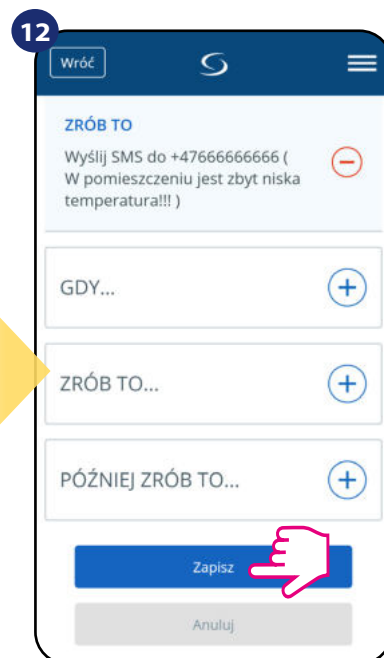 12
Wróć
ZRÓB TO
Wyślij SMS do +47666666666 (
W pomieszczeniu jest zbyt niska
temperatura!!! )
GDY...
ZRÓB TO...
PÓŹNIEJ ZRÓB TO...
Zapisz
Anuluj